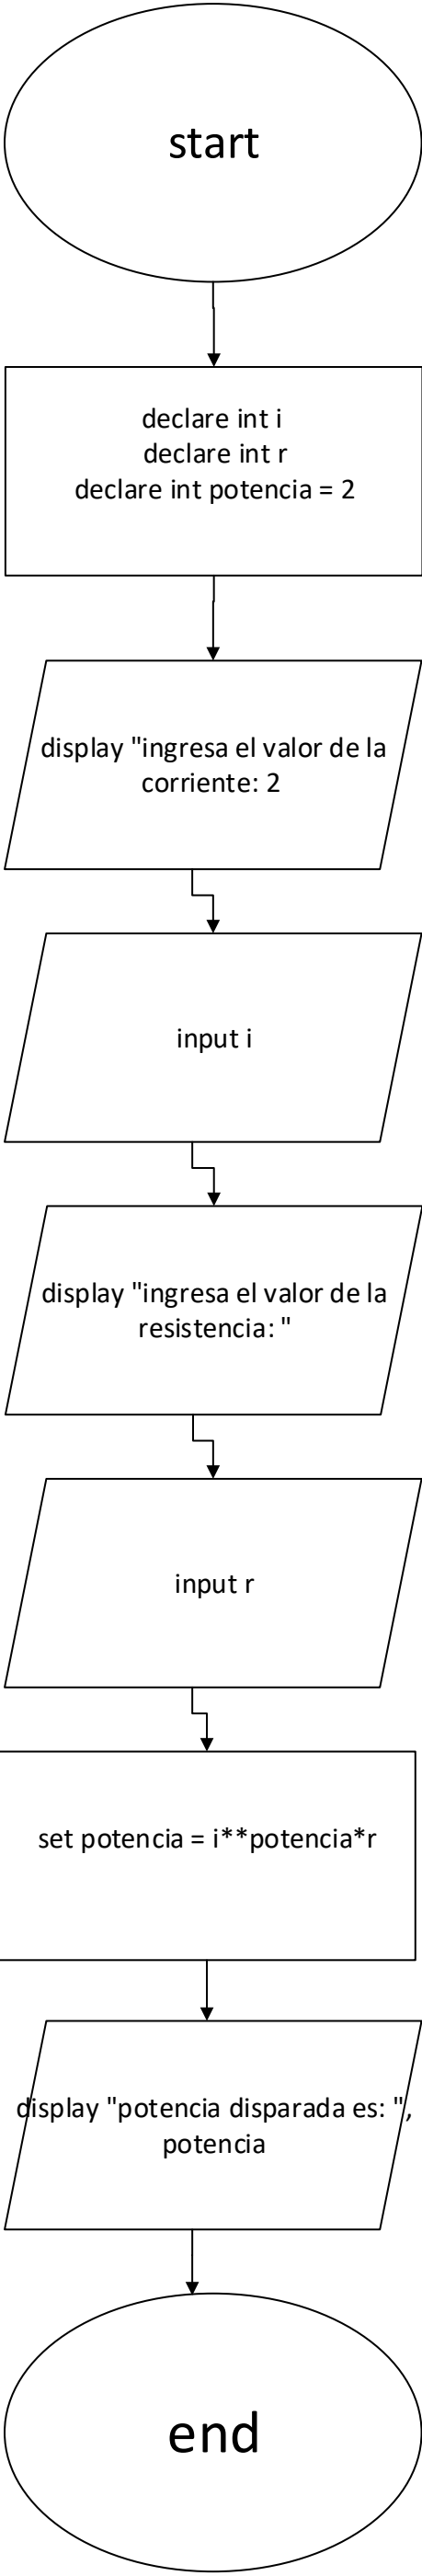 start
declare int i
declare int r
declare int potencia = 2
display "ingresa el valor de la
corriente: 2
input i
display "ingresa el valor de la
resistencia: "
input r
set potencia = i**potencia*r
display "potencia disparada es: ",
potencia
end